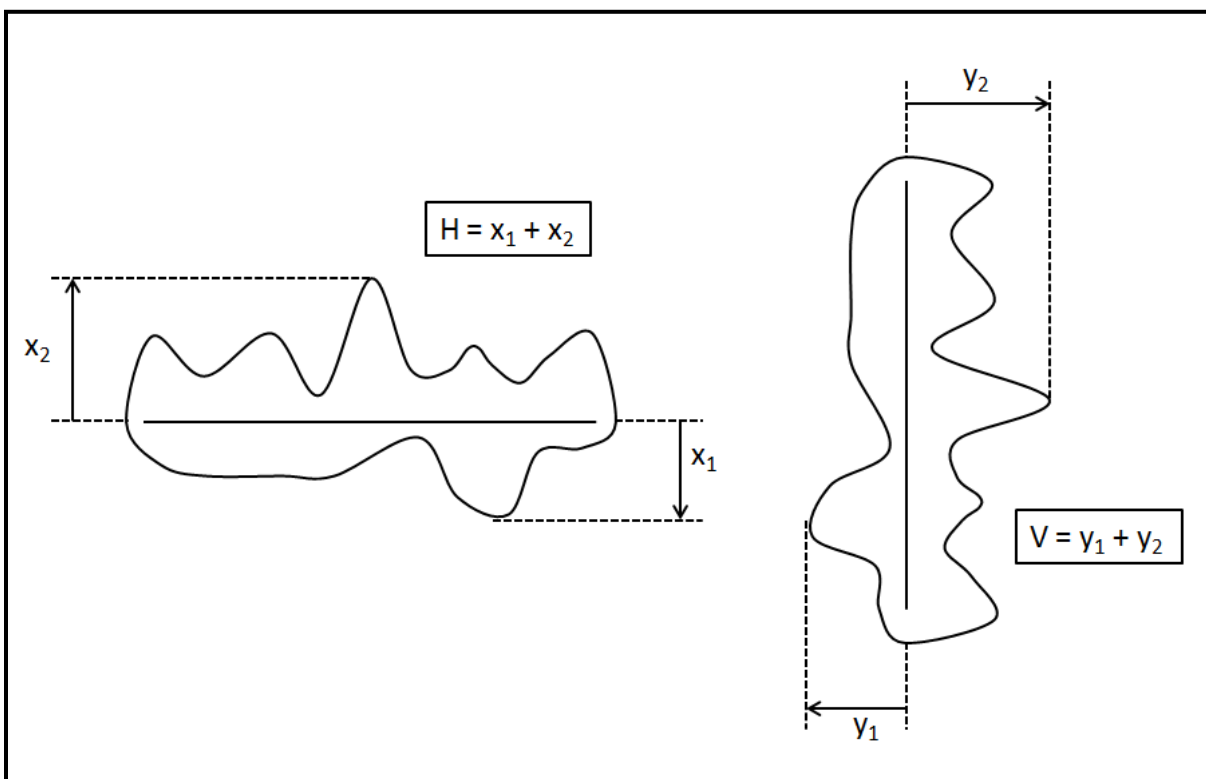 y₂
H = x₁ + x₂
x₂
x₁
V = y₁ + y₂
y₁